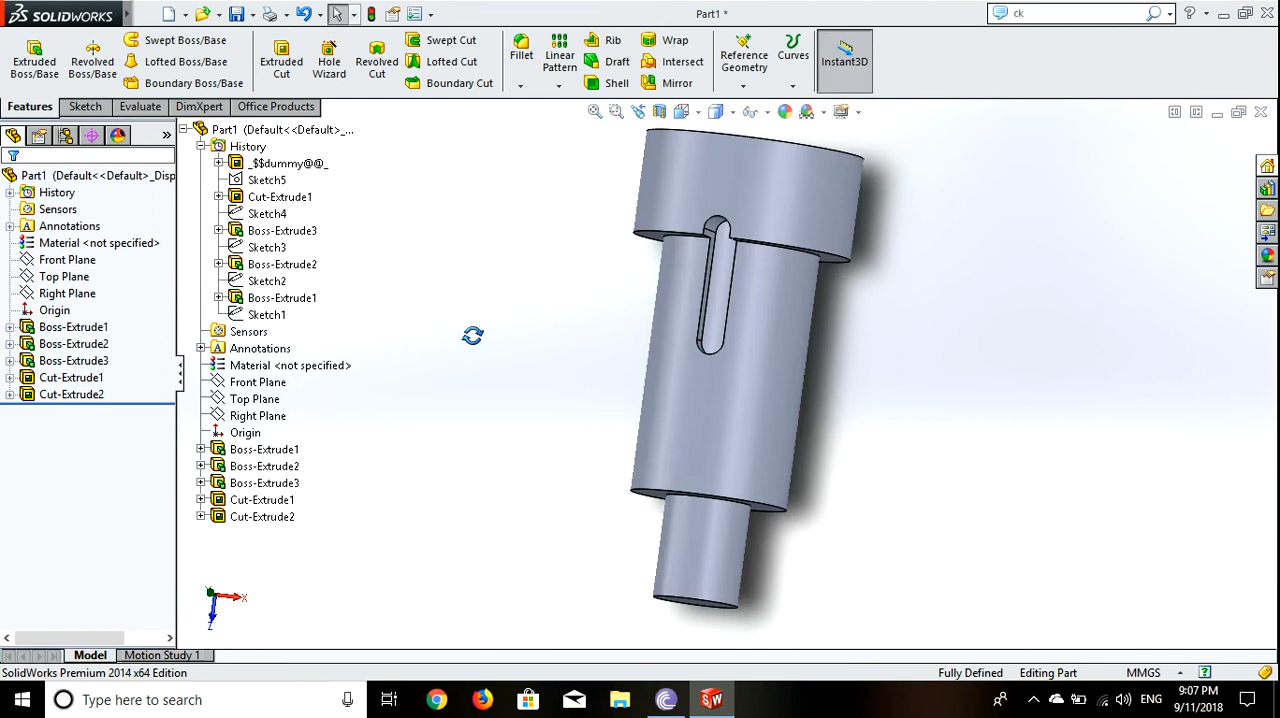 SOLIDWORKS
Part1 *
ck
Extruded Boss/Base
Revolved Boss/Base
Swept Boss/Base
Lofted Boss/Base
Boundary Boss/Base
Extruded Cut
Hole Wizard
Revolved Cut
Swept Cut
Lofted Cut
Boundary Cut
Fillet
Linear Pattern
Rib
Draft
Shell
Wrap
Intersect
Mirror
Reference Geometry
Curves
Instant3D
Features
Sketch
Evaluate
DimXpert
Office Products
Part1 (Default<<Default>_Disp
History
Sensors
Annotations
Material <not specified>
Front Plane
Top Plane
Right Plane
Origin
Boss-Extrude1
Boss-Extrude2
Boss-Extrude3
Cut-Extrude1
Cut-Extrude2
Part1 (Default<<Default>_...
History
_$$dummy@@_
Sketch5
Cut-Extrude1
Sketch4
Boss-Extrude3
Sketch3
Boss-Extrude2
Sketch2
Boss-Extrude1
Sketch1
Sensors
Annotations
Material <not specified>
Front Plane
Top Plane
Right Plane
Origin
Boss-Extrude1
Boss-Extrude2
Boss-Extrude3
Cut-Extrude1
Cut-Extrude2
X
Z
Model
Motion Study 1
SolidWorks Premium 2014 x64 Edition
Fully Defined
Editing Part
MMGS
Type here to search
SW
ENG
9:07 PM
9/11/2018